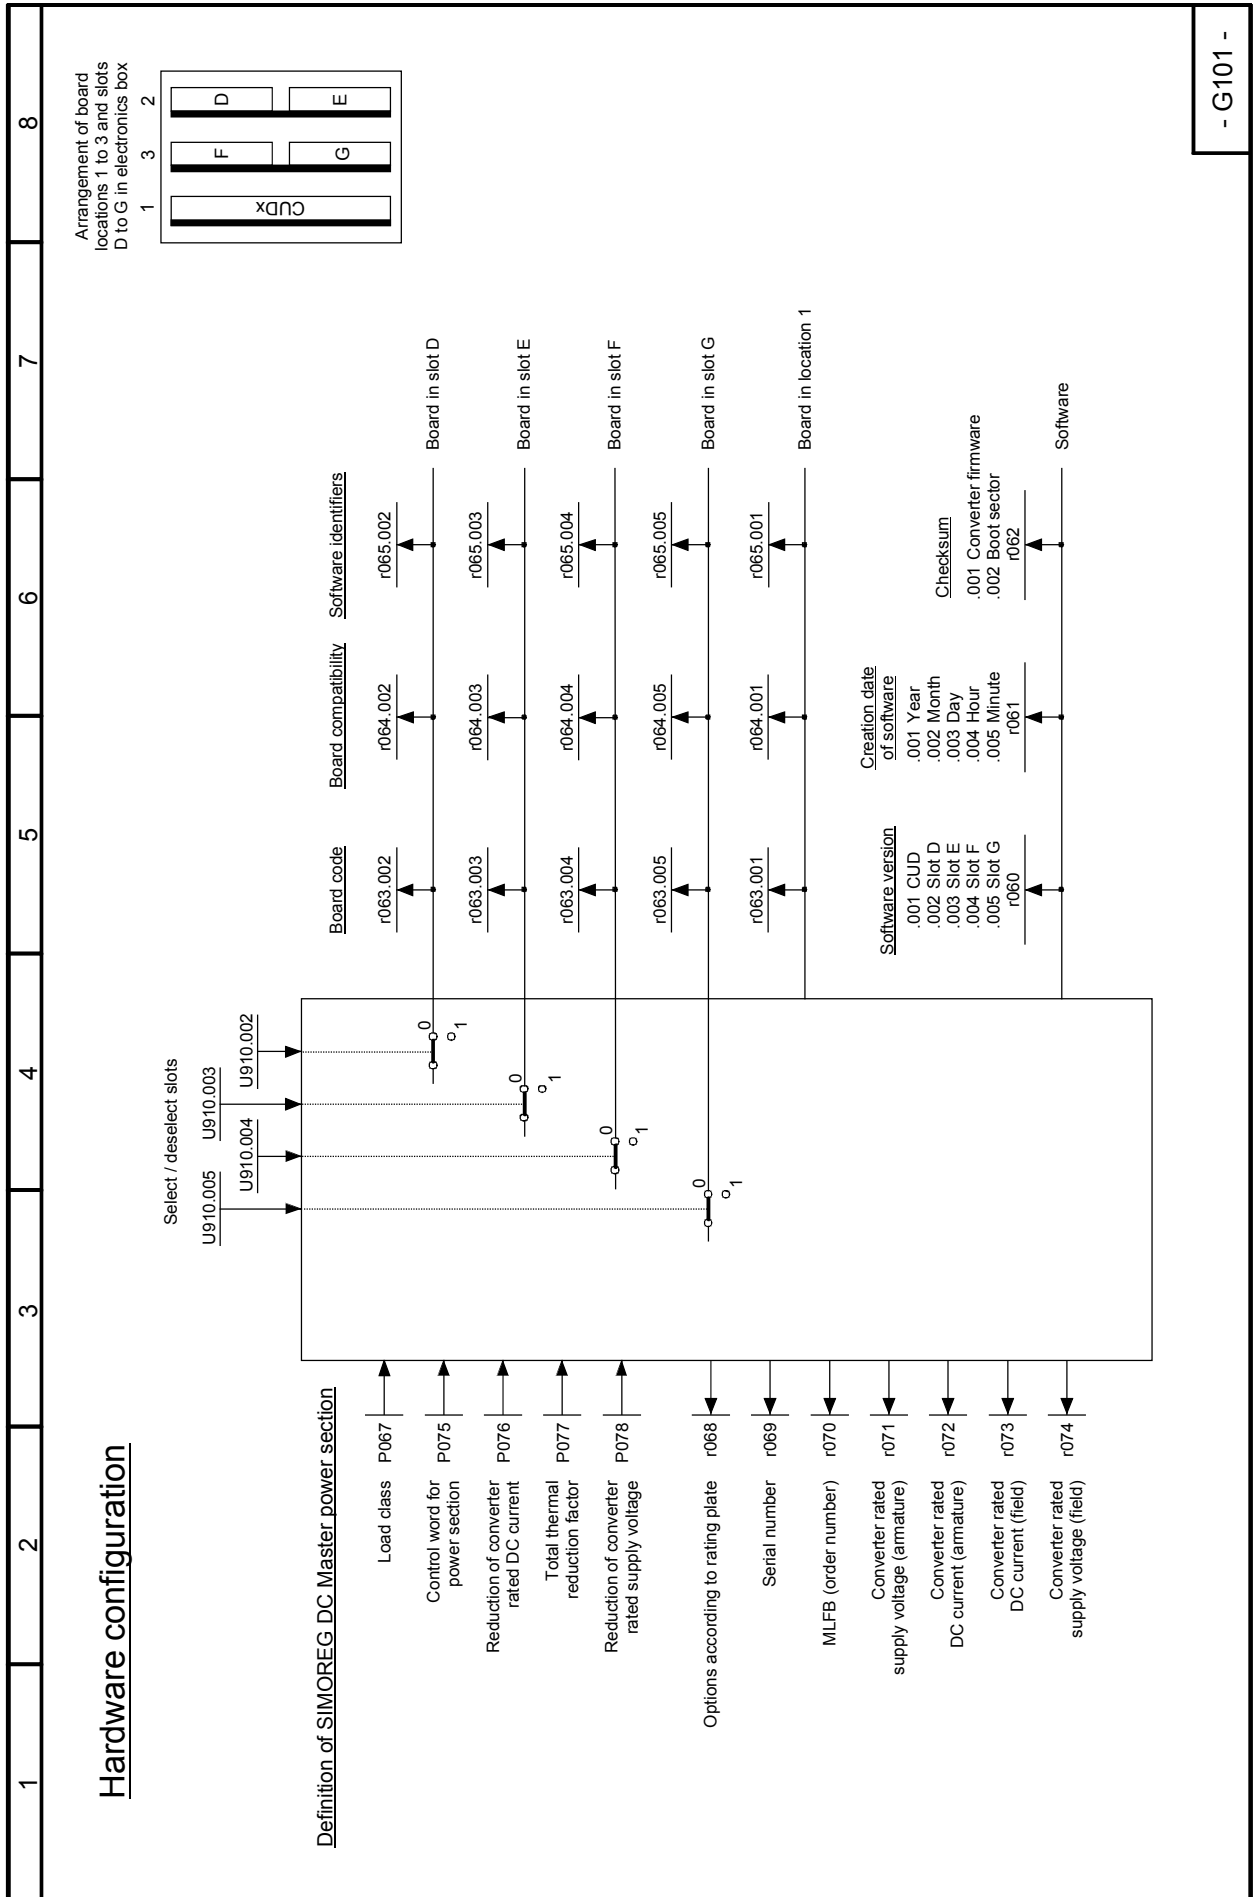 1
2
3
4
5
6
7
8
Hardware configuration
Definition of SIMOREG DC Master power section
Load class
P067
Control word for
power section
P075
Reduction of converter
rated DC current
P076
Total thermal
reduction factor
P077
Reduction of converter
rated supply voltage
P078
Options according to rating plate
r068
Serial number
r069
MLFB (order number)
r070
Converter rated
supply voltage (armature)
r071
Converter rated
DC current (armature)
r072
Converter rated
DC current (field)
r073
Converter rated
supply voltage (field)
r074
Select / deselect slots
U910.005
U910.003
U910.004
U910.002
0
1
0
1
0
1
0
1
Board code
Board compatibility
Software identifiers
r063.002
r064.002
r065.002
Board in slot D
r063.003
r064.003
r065.003
Board in slot E
r063.004
r064.004
r065.004
Board in slot F
r063.005
r064.005
r065.005
Board in slot G
r063.001
r064.001
r065.001
Board in location 1
Software version
.001 CUD
.002 Slot D
.003 Slot E
.004 Slot F
.005 Slot G
r060
Creation date
of software
.001 Year
.002 Month
.003 Day
.004 Hour
.005 Minute
r061
Checksum
.001 Converter firmware
.002 Boot sector
r062
Software
Arrangement of board
locations 1 to 3 and slots
D to G in electronics box
1
3
2
CUDx
F
G
D
E
- G101 -